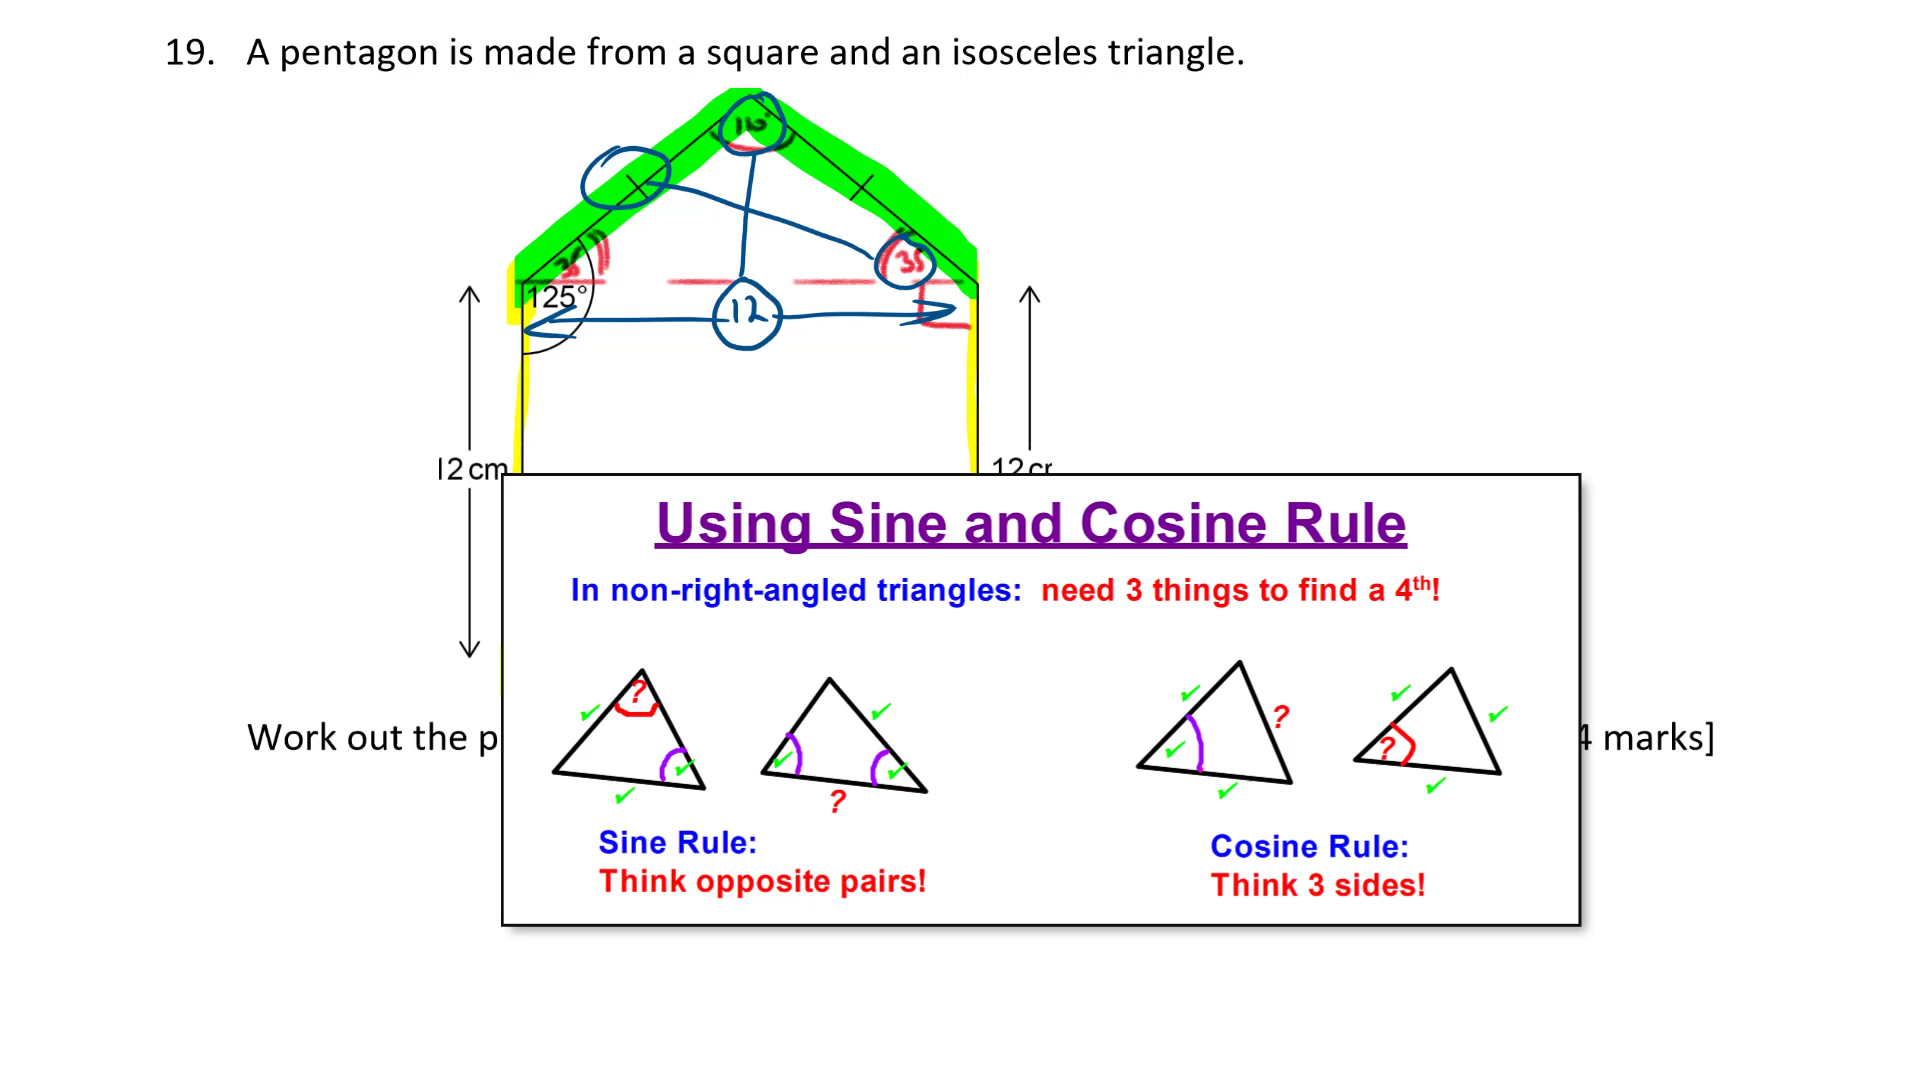 19. A pentagon is made from a square and an isosceles triangle.
110°
35
35
125°
12
12 cm
12 cr
Using Sine and Cosine Rule
In non-right-angled triangles: need 3 things to find a 4th!
?
?
?
?
Work out the p
4 marks]
Sine Rule:
Think opposite pairs!
Cosine Rule:
Think 3 sides!